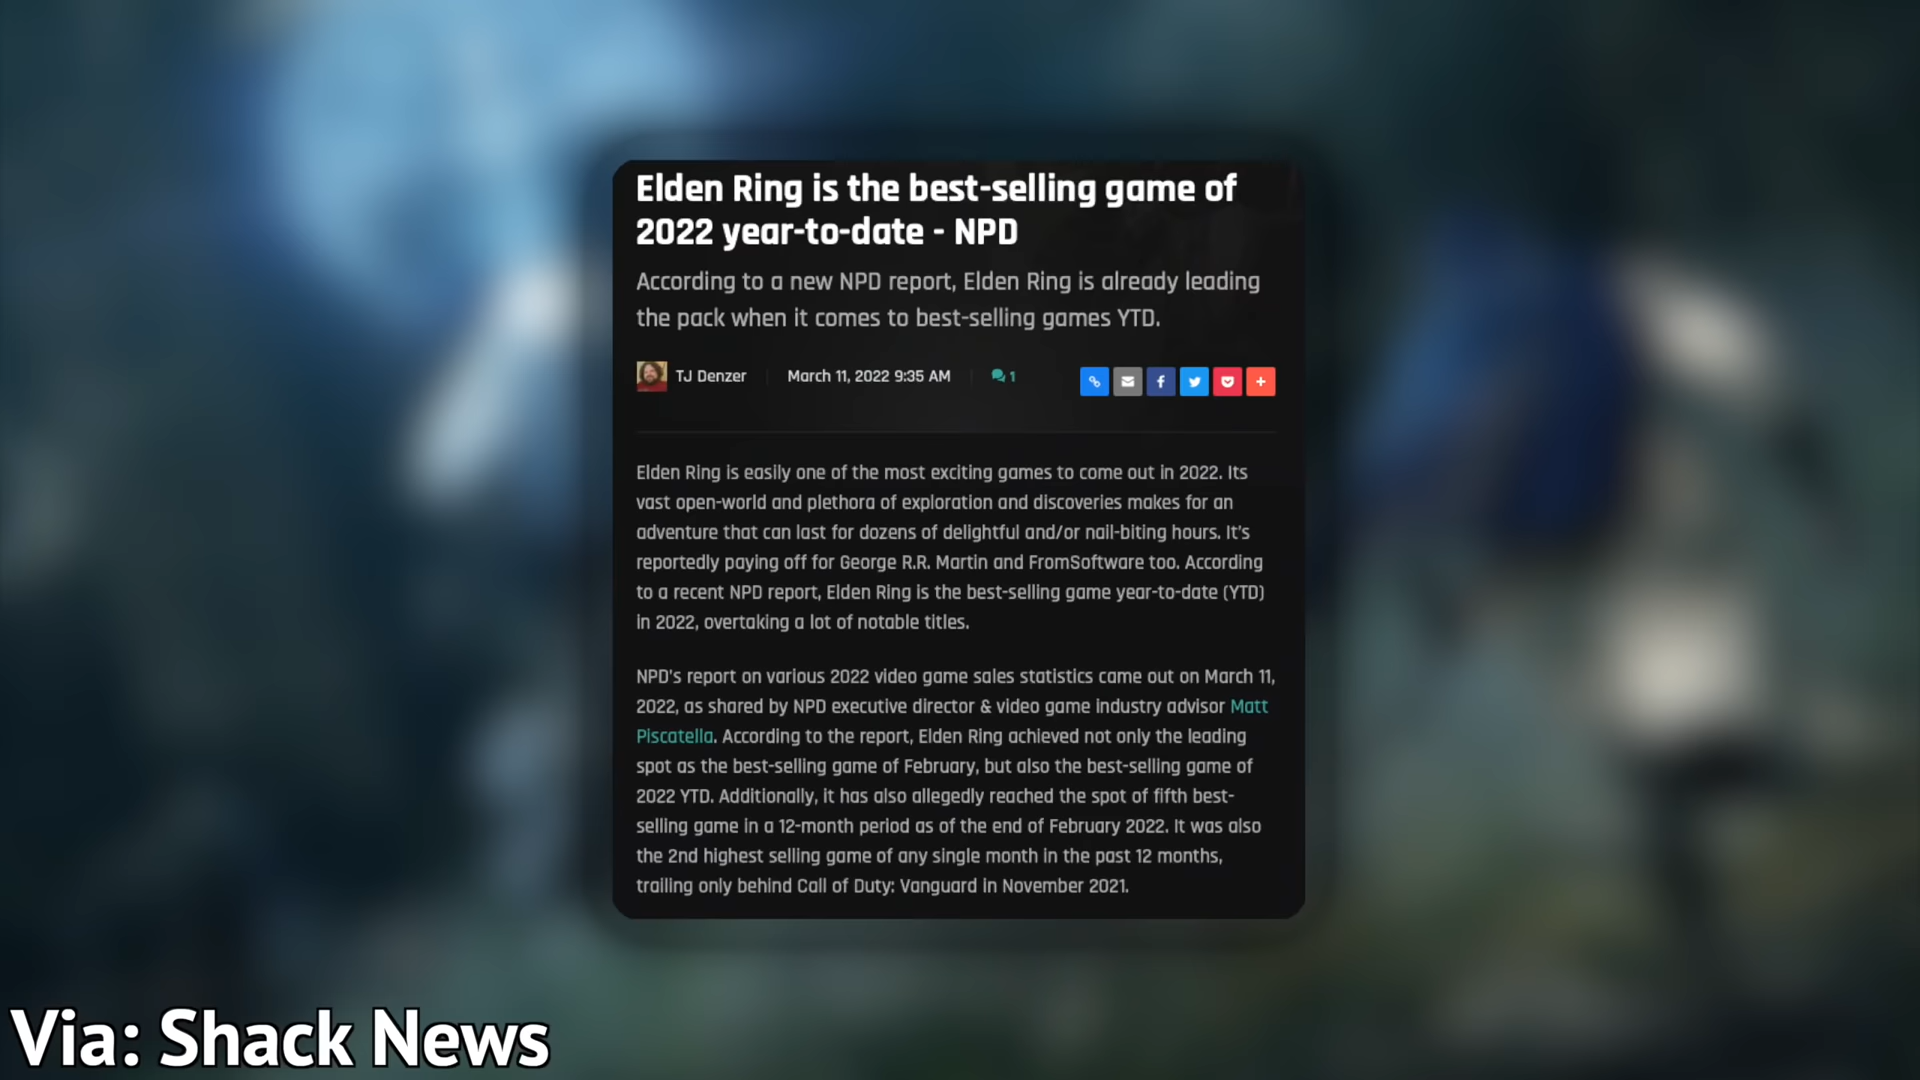 Elden Ring is the best-selling game of
2022 year-to-date - NPD
According to a new NPD report, Elden Ring is already leading
the pack when it comes to best-selling games YTD.
TJ Denzer March 11, 2022 9:35 AM 1
Elden Ring is easily one of the most exciting games to come out in 2022. Its
vast open-world and plethora of exploration and discoveries makes for an
adventure that can last for dozens of delightful and/or nail-biting hours. It's
reportedly paying off for George R.R. Martin and FromSoftware too. According
to a recent NPD report, Elden Ring is the best-selling game year-to-date (YTD)
in 2022, overtaking a lot of notable titles.
NPD's report on various 2022 video game sales statistics came out on March 11,
2022, as shared by NPD executive director & video game industry advisor Matt
Piscatella. According to the report, Elden Ring achieved not only the leading
spot as the best-selling game of February, but also the best-selling game of
2022 YTD. Additionally, it has also allegedly reached the spot of fifth best-
selling game in a 12-month period as of the end of February 2022. It was also
the 2nd highest selling game of any single month in the past 12 months,
trailing only behind Call of Duty: Vanguard in November 2021.
Via: Shack News